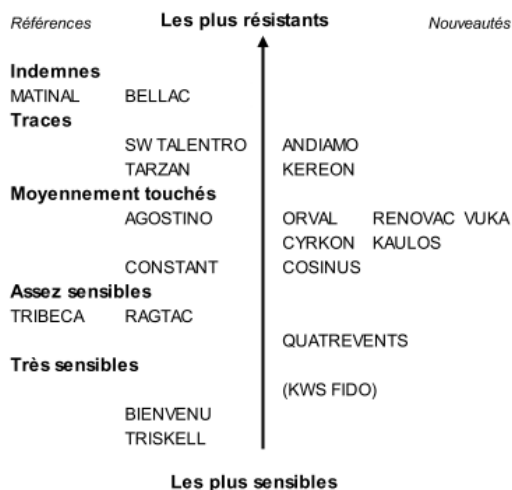 Références Les plus résistants Nouveautés
Indemnes
MATINAL BELLAC
Traces
SW TALENTRO ANDIAMO
TARZAN KEREON
Moyennement touchés
AGOSTINO ORVAL RENOVAC VUKA
CYRKON KAULOS
CONSTANT COSINUS
Assez sensibles
TRIBECA RAGTAC
QUATREVENTS
Très sensibles
(KWS FIDO)
BIENVENU
TRISKELL
Les plus sensibles